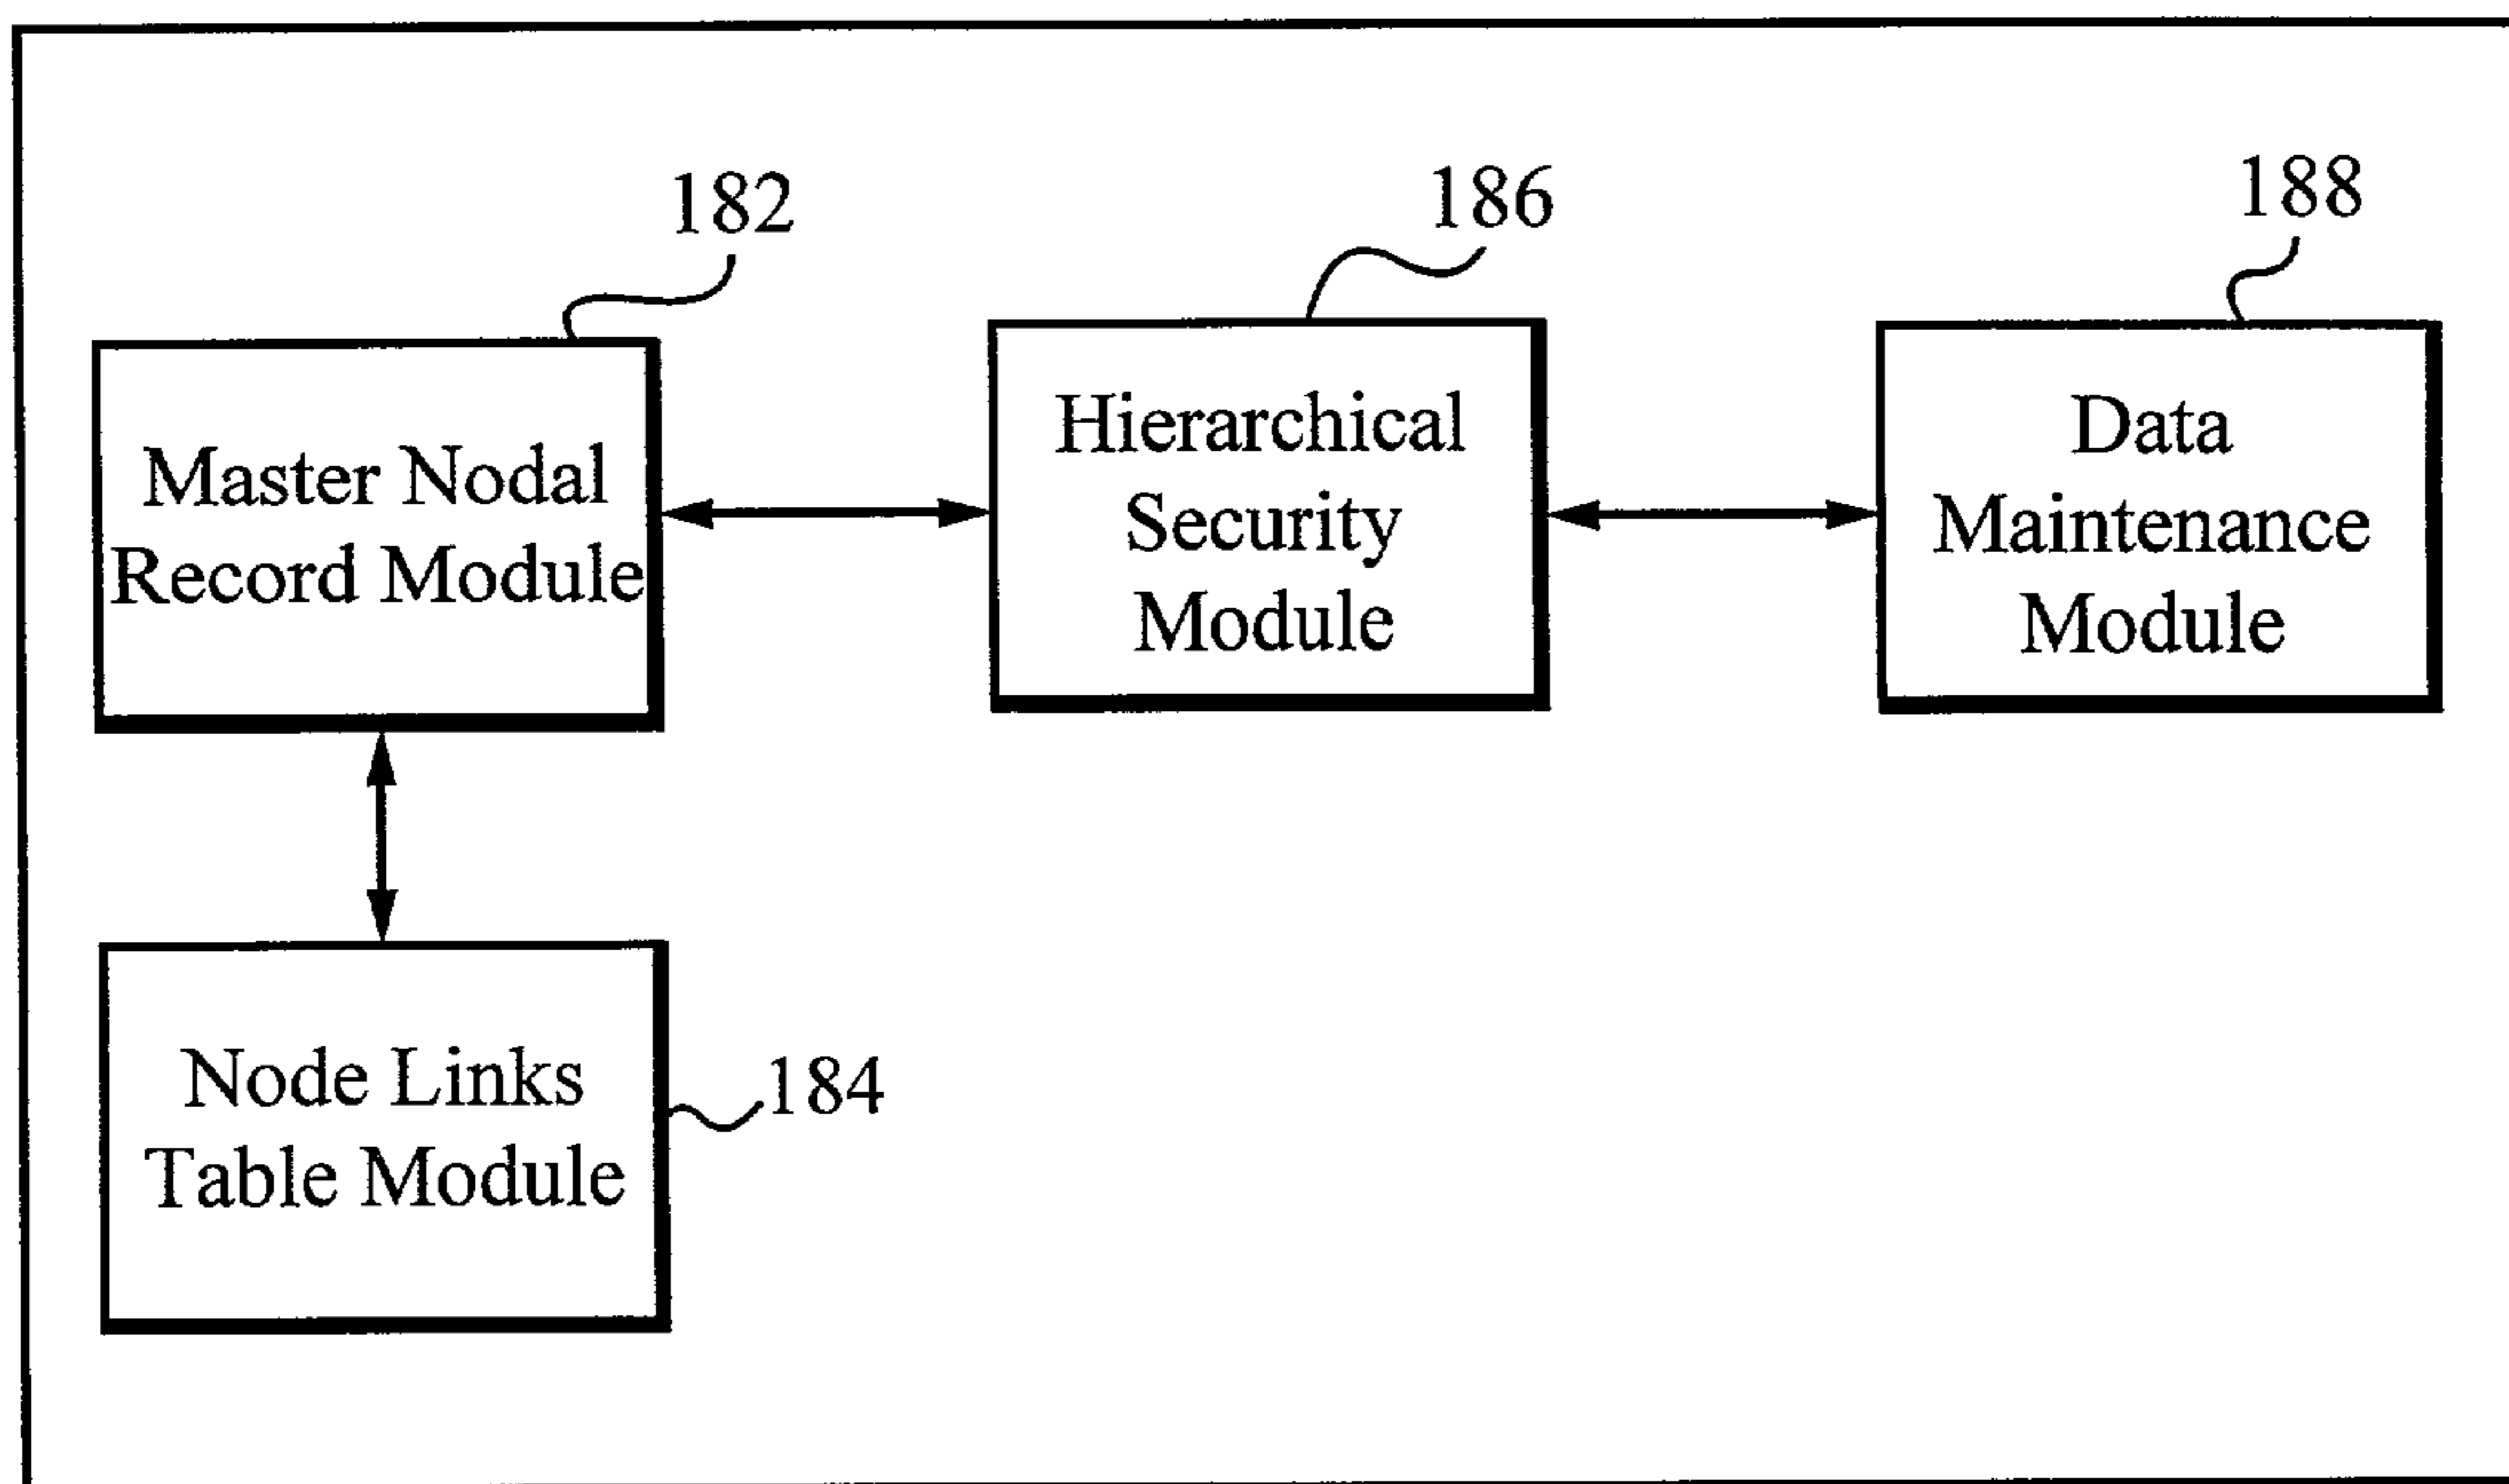 182
186
188
Master Nodal
Record Module
Hierarchical
Security
Module
Data
Maintenance
Module
Node Links
Table Module
184